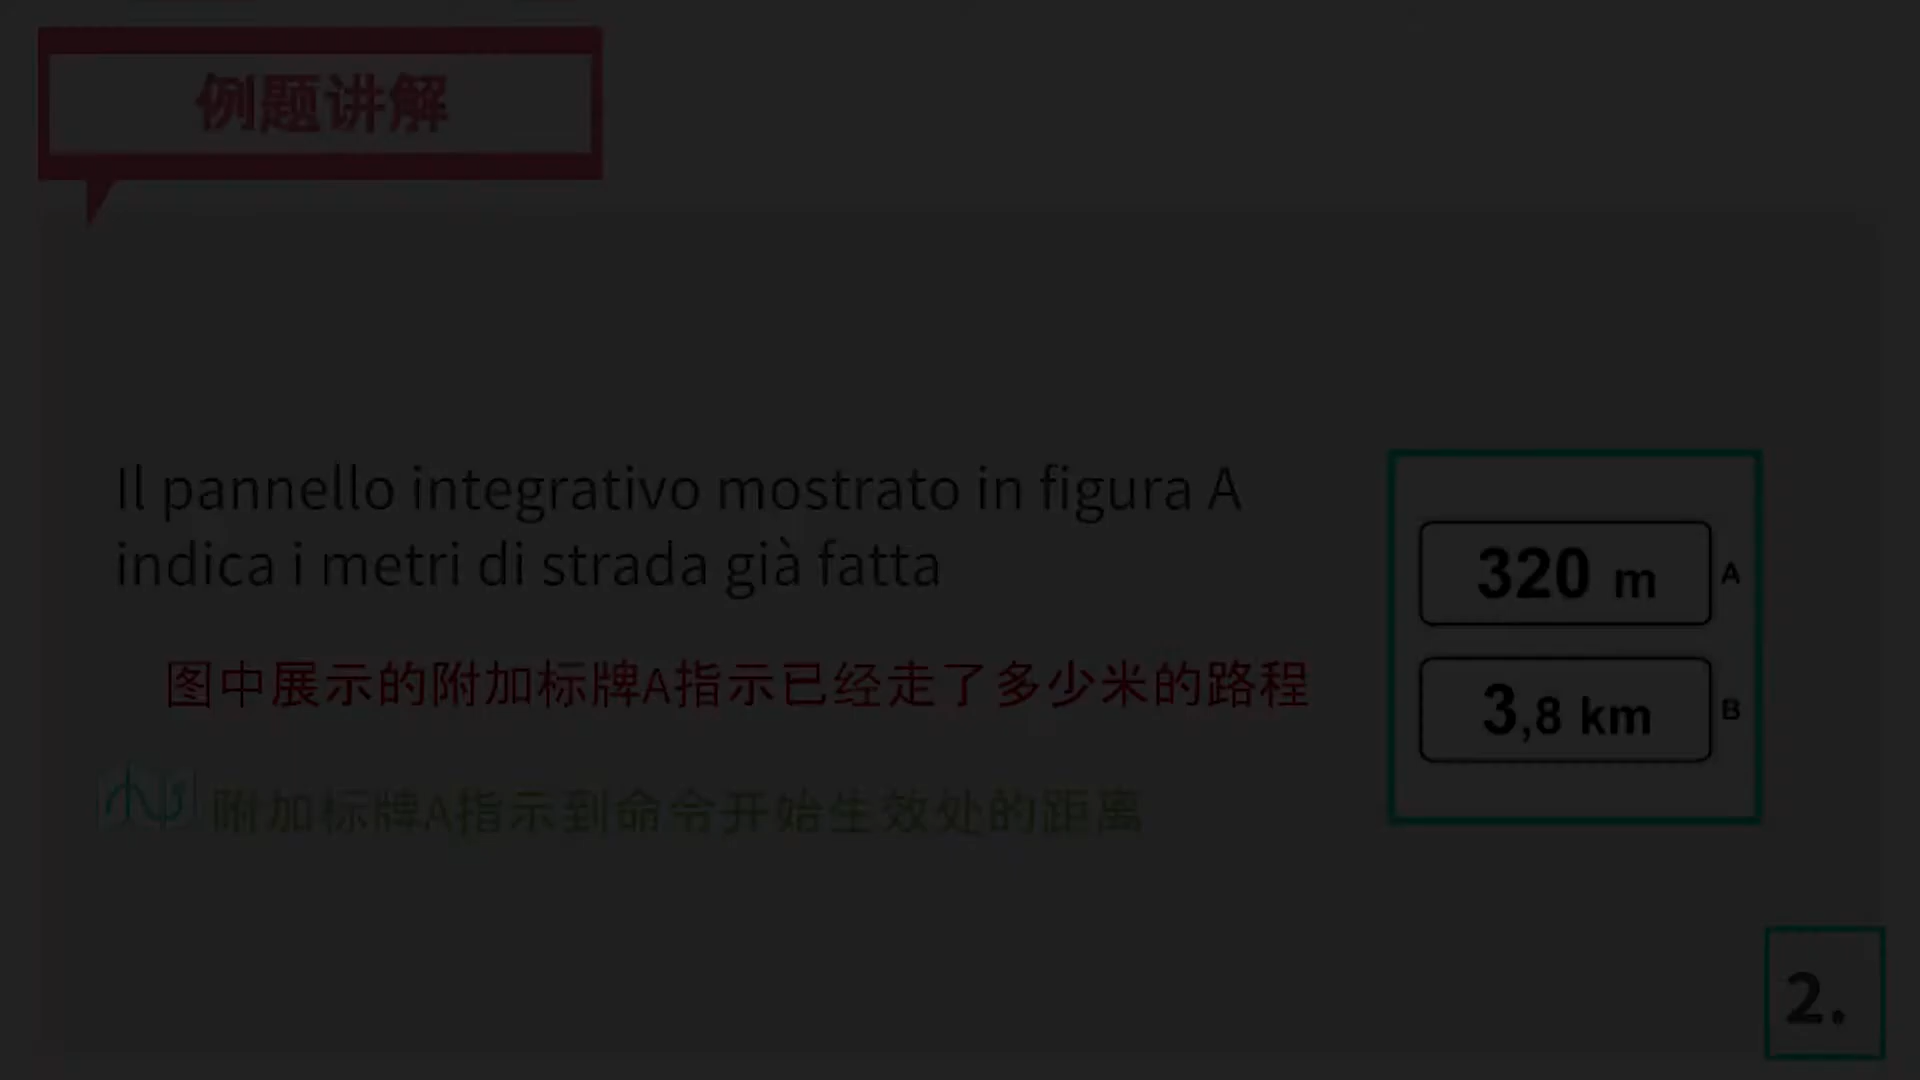 例题讲解
Il pannello integrativo mostrato in figura A
indica i metri di strada già fatta
图中展示的附加标牌A指示已经走了多少米的路程
附加标牌A指示到命令开始生效处的距离
320 m A
3,8 km B
2.